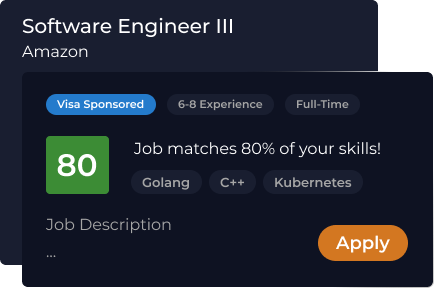 Software Engineer III
Amazon
Visa Sponsored 6-8 Experience Full-Time
80
Job matches 80% of your skills!
Golang C++ Kubernetes
Job Description
...
Apply